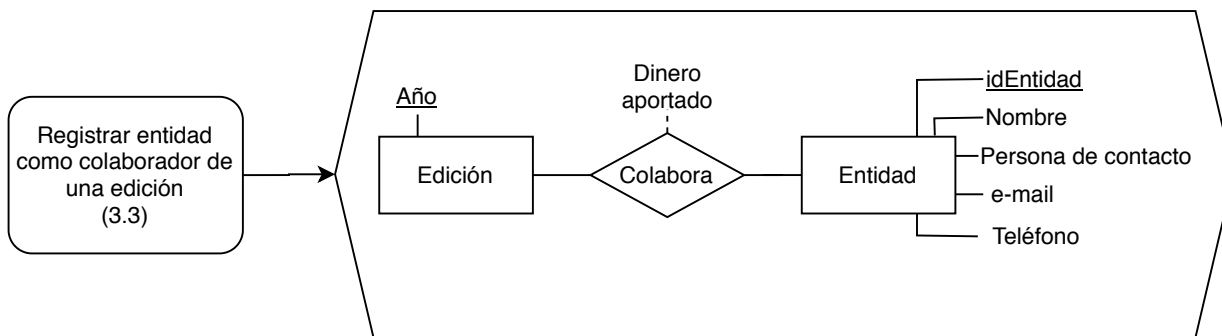 Registrar entidad
como colaborador de
una edición
(3.3)
Año
Edición
Dinero
aportado
Colabora
Entidad
idEntidad
Nombre
Persona de contacto
e-mail
Teléfono